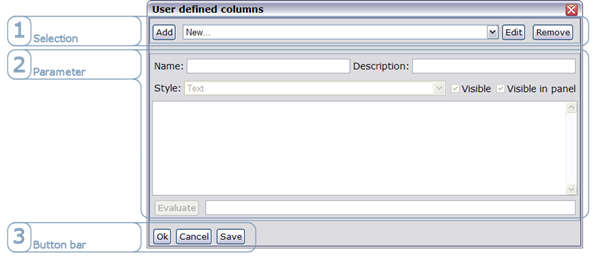 User defined columns
1 Selection
Add New... Edit Remove
2 Parameter
Name: Description:
Style: Text Visible Visible in panel
Evaluate
3 Button bar
Ok Cancel Save